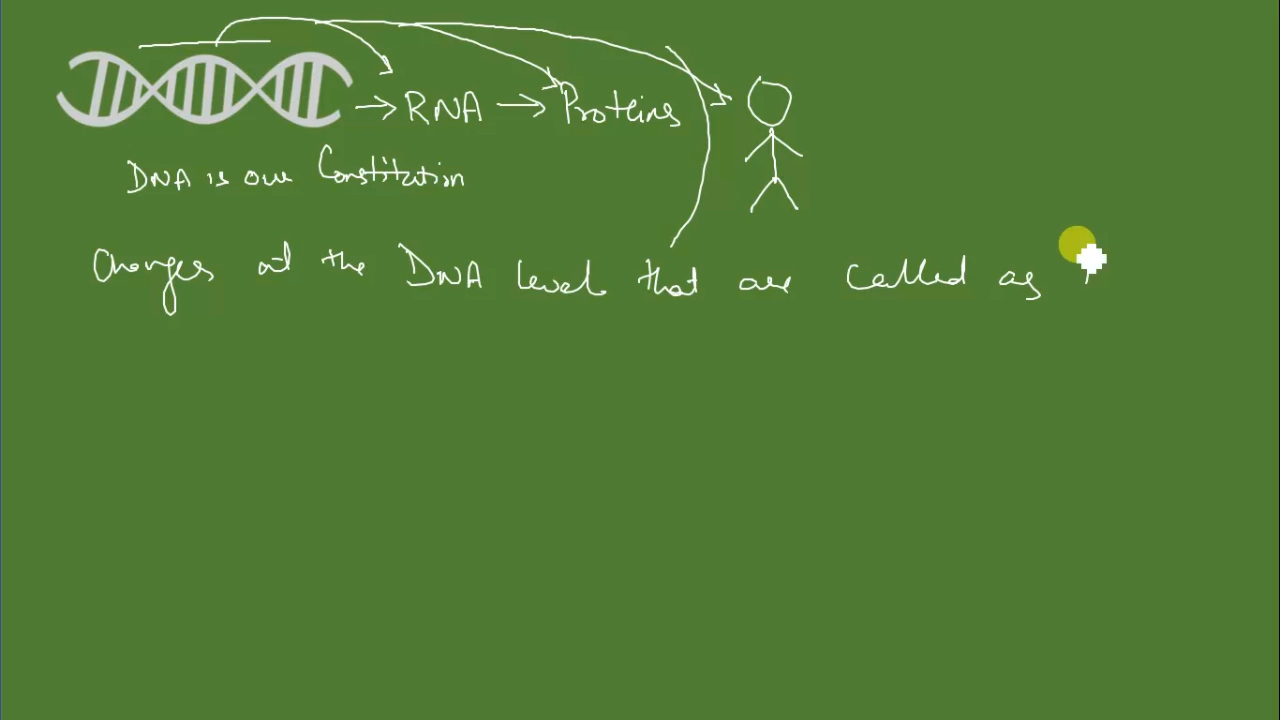 → RNA → Proteins
DNA is our Constitution
Changes at the DNA level that are called as